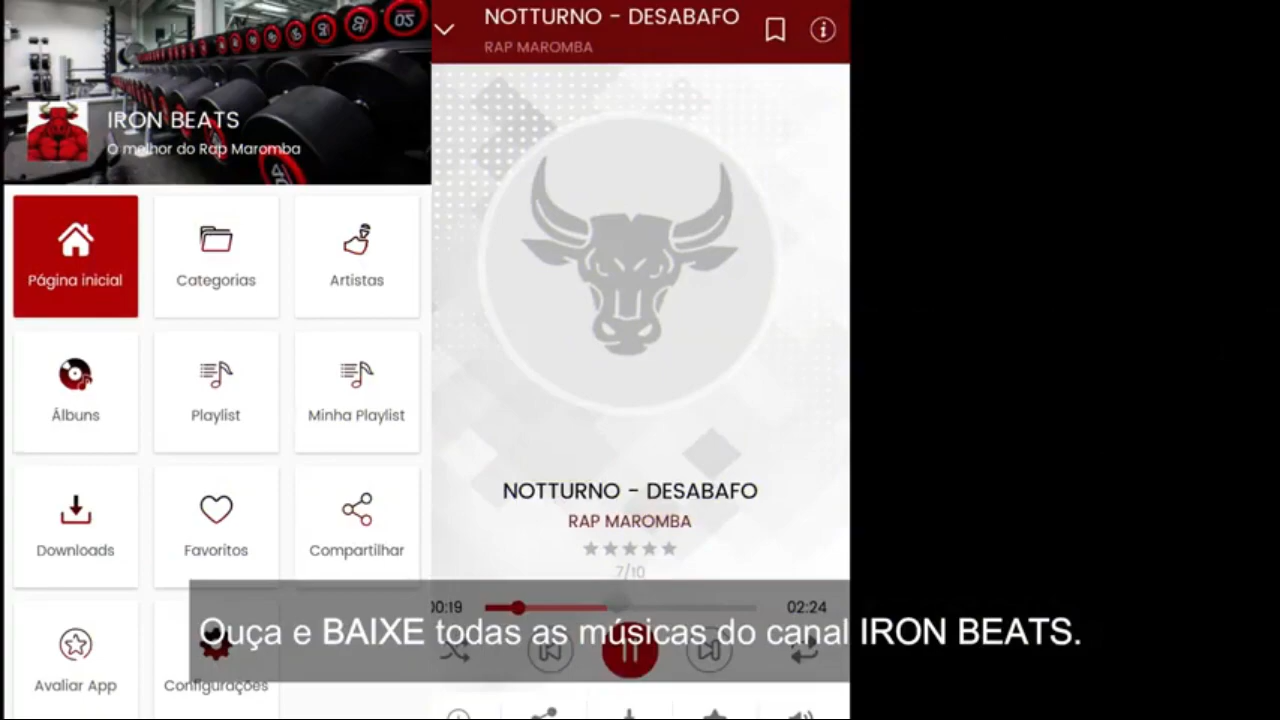 IRON BEATS
O melhor do Rap Maromba
Página inicial
Categorias
Artistas
Álbuns
Playlist
Minha Playlist
Downloads
Favoritos
Compartilhar
Avaliar App
Configurações
NOTTURNO - DESABAFO
RAP MAROMBA
NOTTURNO - DESABAFO
RAP MAROMBA
7/10
00:19
02:24
Ouça e BAIXE todas as músicas do canal IRON BEATS.